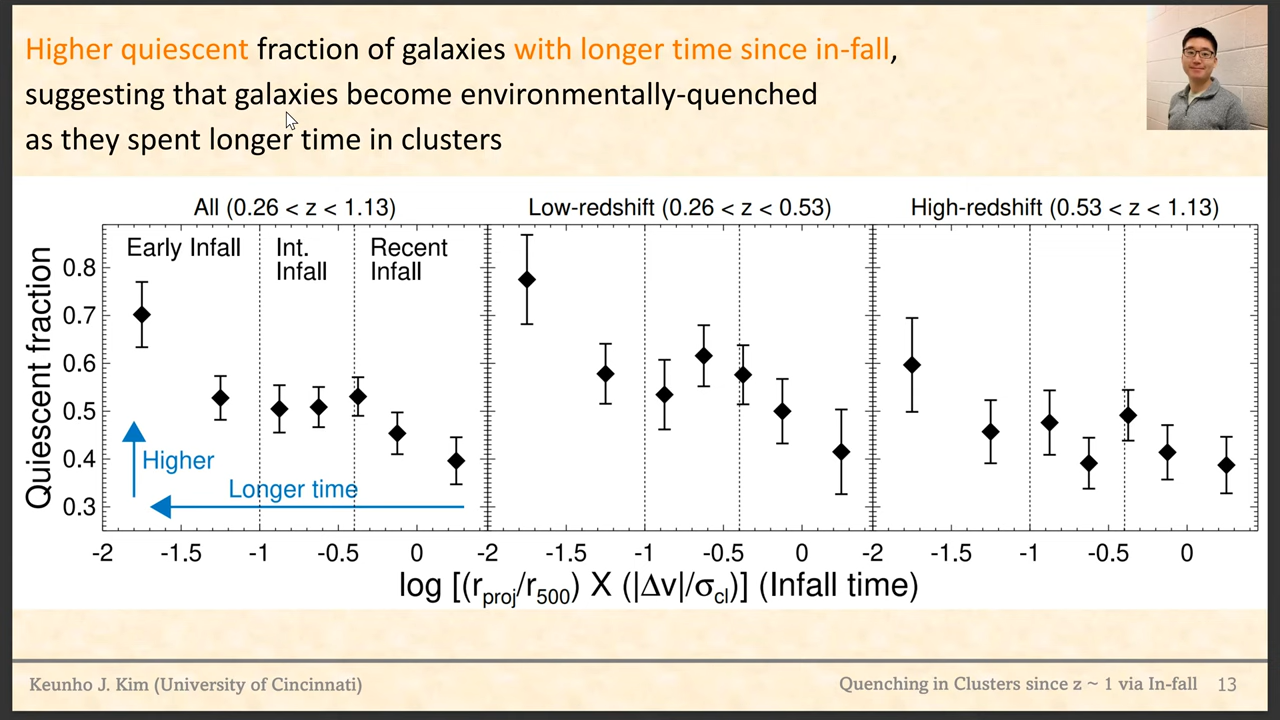 Higher quiescent fraction of galaxies with longer time since in-fall,
suggesting that galaxies become environmentally-quenched
as they spent longer time in clusters
All (0.26 < z < 1.13)
Low-redshift (0.26 < z < 0.53)
High-redshift (0.53 < z < 1.13)
Quiescent fraction
0.8
0.7
0.6
0.5
0.4
0.3
Early Infall
Int.
Infall
Recent
Infall
Higher
Longer time
-2 -1.5 -1 -0.5 0
-2 -1.5 -1 -0.5 0
-2 -1.5 -1 -0.5 0
log [(r_proj/r_500) X (|Δv|/σ_cl)] (Infall time)
Keunho J. Kim (University of Cincinnati)
Quenching in Clusters since z ~ 1 via In-fall 13